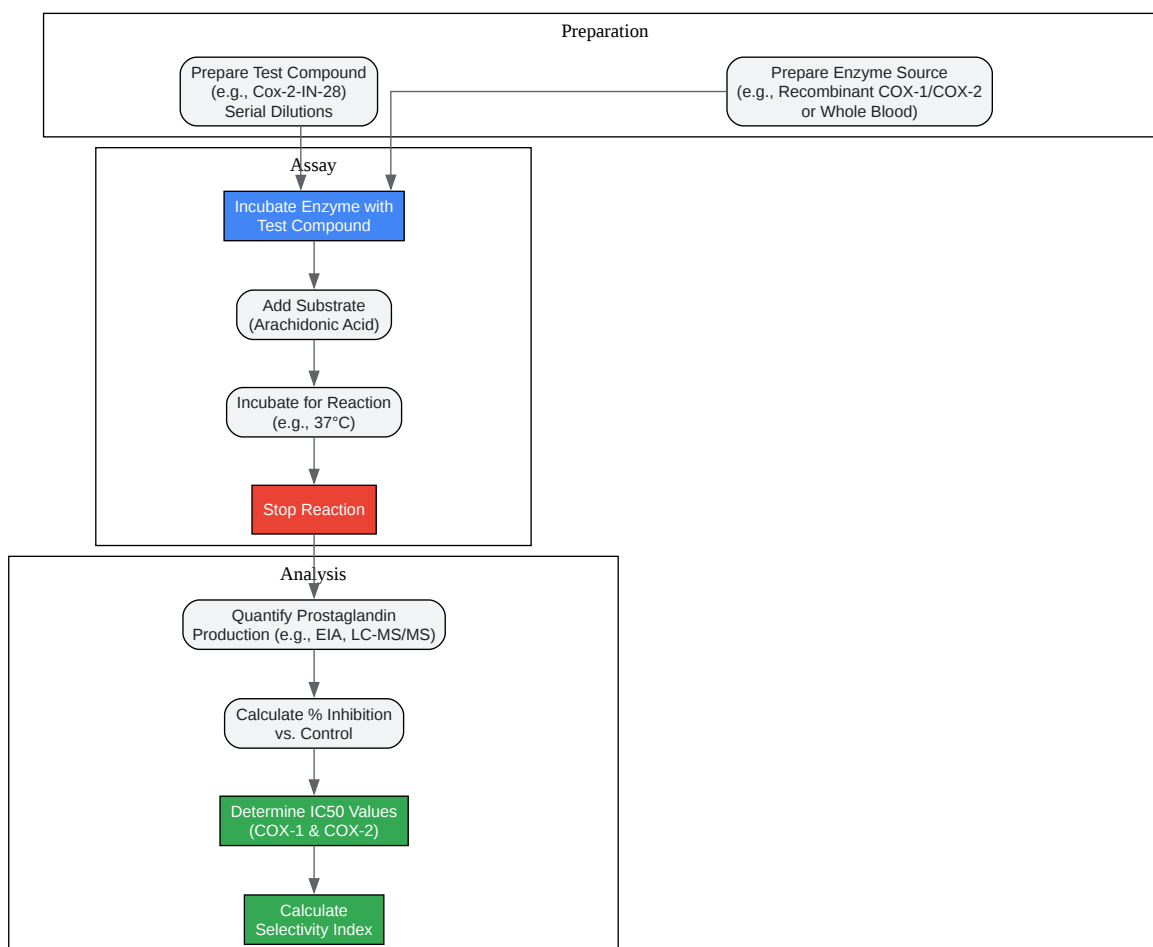 Preparation
Prepare Test Compound
(e.g., Cox-2-IN-28)
Serial Dilutions
Prepare Enzyme Source
(e.g., Recombinant COX-1/COX-2
or Whole Blood)
Assay
Incubate Enzyme with
Test Compound
Add Substrate
(Arachidonic Acid)
Incubate for Reaction
(e.g., 37°C)
Stop Reaction
Analysis
Quantify Prostaglandin
Production (e.g., EIA, LC-MS/MS)
Calculate % Inhibition
vs. Control
Determine IC50 Values
(COX-1 & COX-2)
Calculate
Selectivity Index